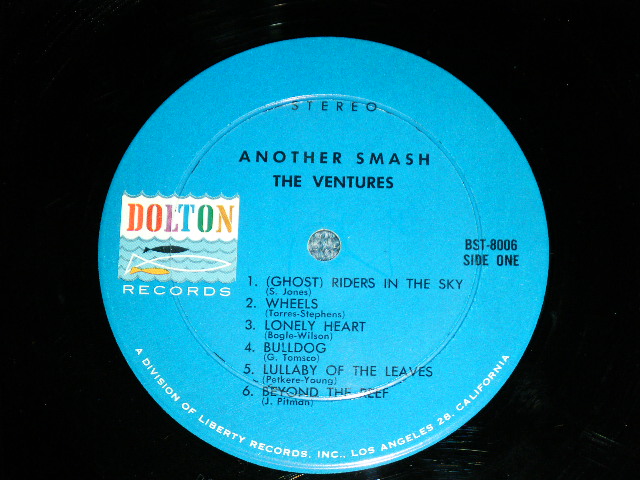 STEREO
ANOTHER SMASH
THE VENTURES
DOLTON
RECORDS
BST-8006
SIDE ONE
1. (GHOST) RIDERS IN THE SKY
(S. Jones)
2. WHEELS
(Torres-Stephens)
3. LONELY HEART
(Bogle-Wilson)
4. BULLDOG
(G. Tomsco)
5. LULLABY OF THE LEAVES
(Petkere-Young)
6. BEYOND THE REEF
(J. Pitman)
A DIVISION OF LIBERTY RECORDS, INC., LOS ANGELES 28, CALIFORNIA